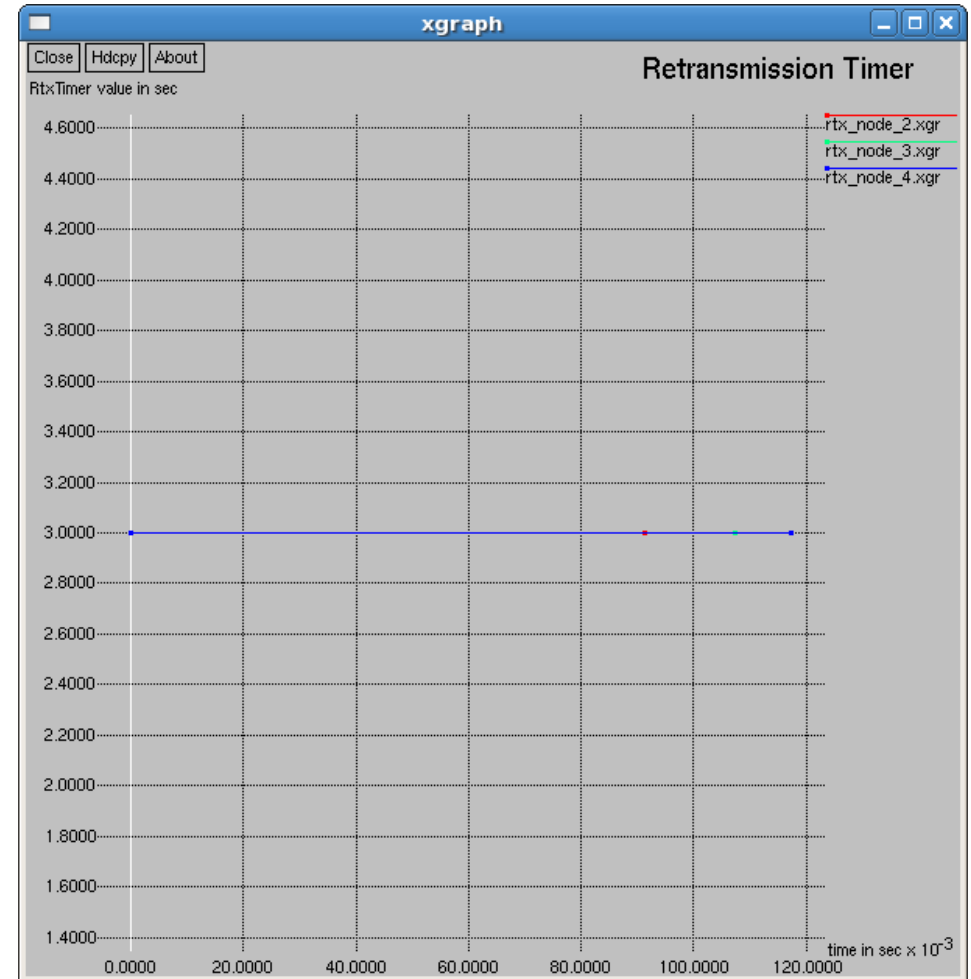 xgraph
Close Hdcpy About
Retransmission Timer
RtxTimer value in sec
rtx_node_2.xgr
rtx_node_3.xgr
rtx_node_4.xgr
4.6000
4.4000
4.2000
4.0000
3.8000
3.6000
3.4000
3.2000
3.0000
2.8000
2.6000
2.4000
2.2000
2.0000
1.8000
1.6000
1.4000
time in sec x 10-3
0.0000 20.0000 40.0000 60.0000 80.0000 100.0000 120.0000